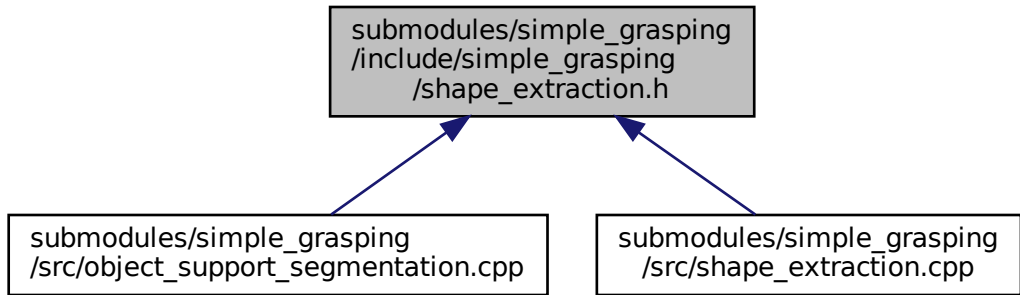 submodules/simple_grasping
/include/simple_grasping
/shape_extraction.h
submodules/simple_grasping
/src/object_support_segmentation.cpp
submodules/simple_grasping
/src/shape_extraction.cpp